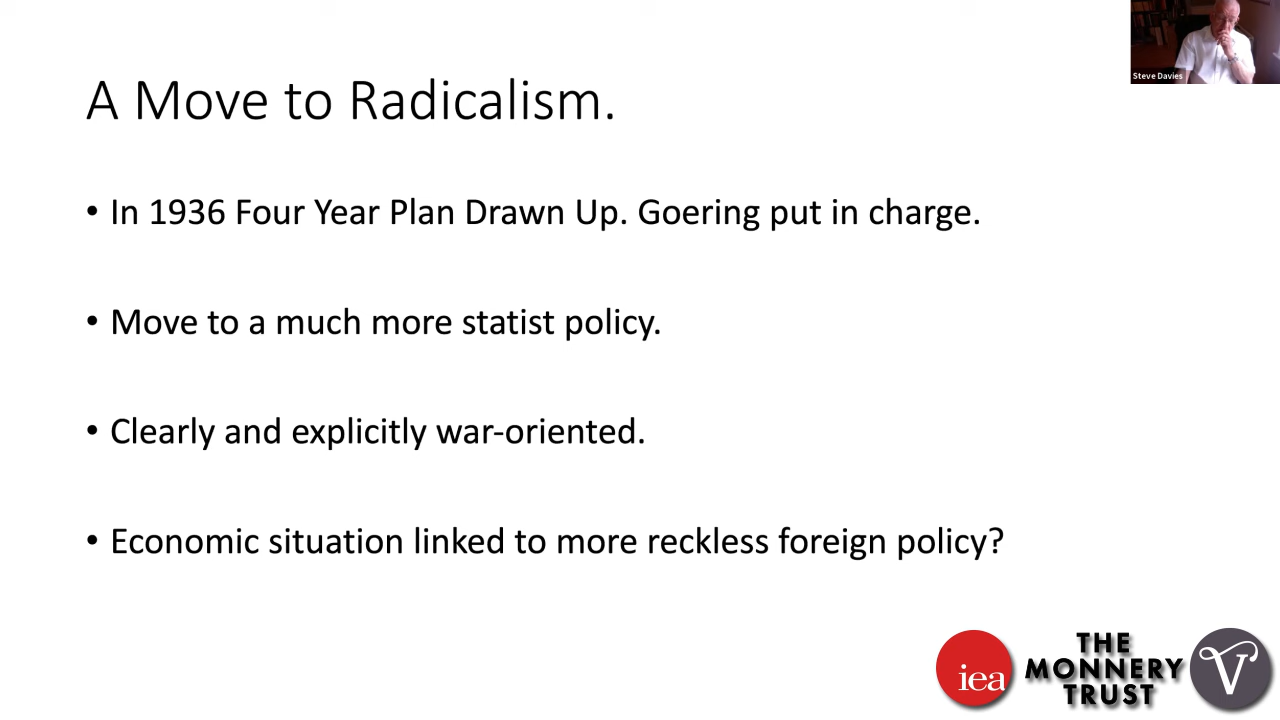 Steve Davies
A Move to Radicalism.
• In 1936 Four Year Plan Drawn Up. Goering put in charge.
• Move to a much more statist policy.
• Clearly and explicitly war-oriented.
• Economic situation linked to more reckless foreign policy?
iea
THE
MONNERY
TRUST
V